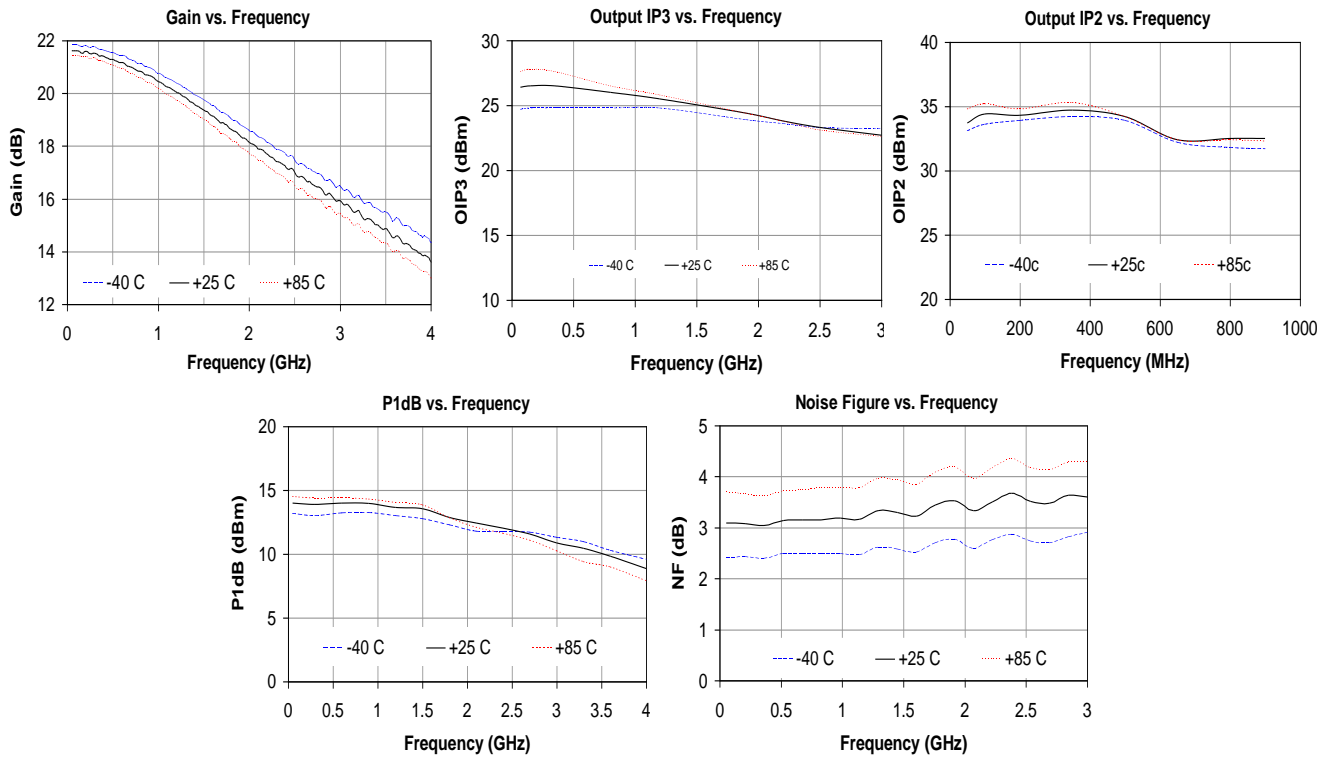 Gain vs. Frequency
Gain (dB)
22
20
18
16
14
12
-40 C +25 C +85 C
0 1 2 3 4
Frequency (GHz)
Output IP3 vs. Frequency
OIP3 (dBm)
30
25
20
15
10
-40 C +25 C +85 C
0 0.5 1 1.5 2 2.5 3
Frequency (GHz)
Output IP2 vs. Frequency
OIP2 (dBm)
40
35
30
25
20
-40c +25c +85c
0 200 400 600 800 1000
Frequency (MHz)
P1dB vs. Frequency
P1dB (dBm)
20
15
10
5
0
-40 C +25 C +85 C
0 0.5 1 1.5 2 2.5 3 3.5 4
Frequency (GHz)
Noise Figure vs. Frequency
NF (dB)
5
4
3
2
1
0
-40 C +25 C +85 C
0 0.5 1 1.5 2 2.5 3
Frequency (GHz)